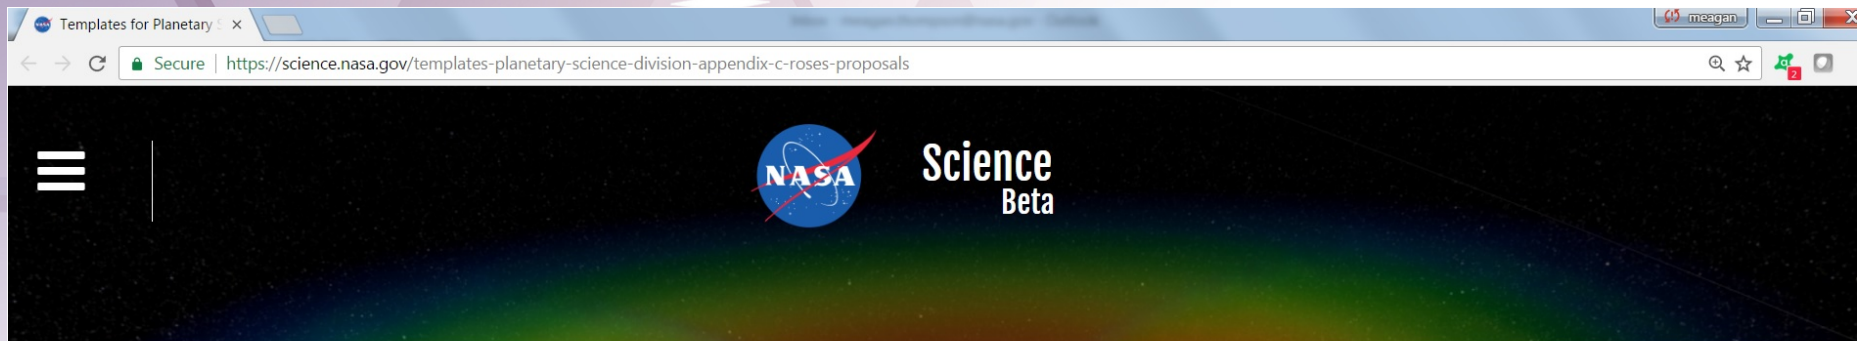 Templates for Planetary S
meagan
Secure | https://science.nasa.gov/templates-planetary-science-division-appendix-c-roses-proposals
2
NASA
Science
Beta